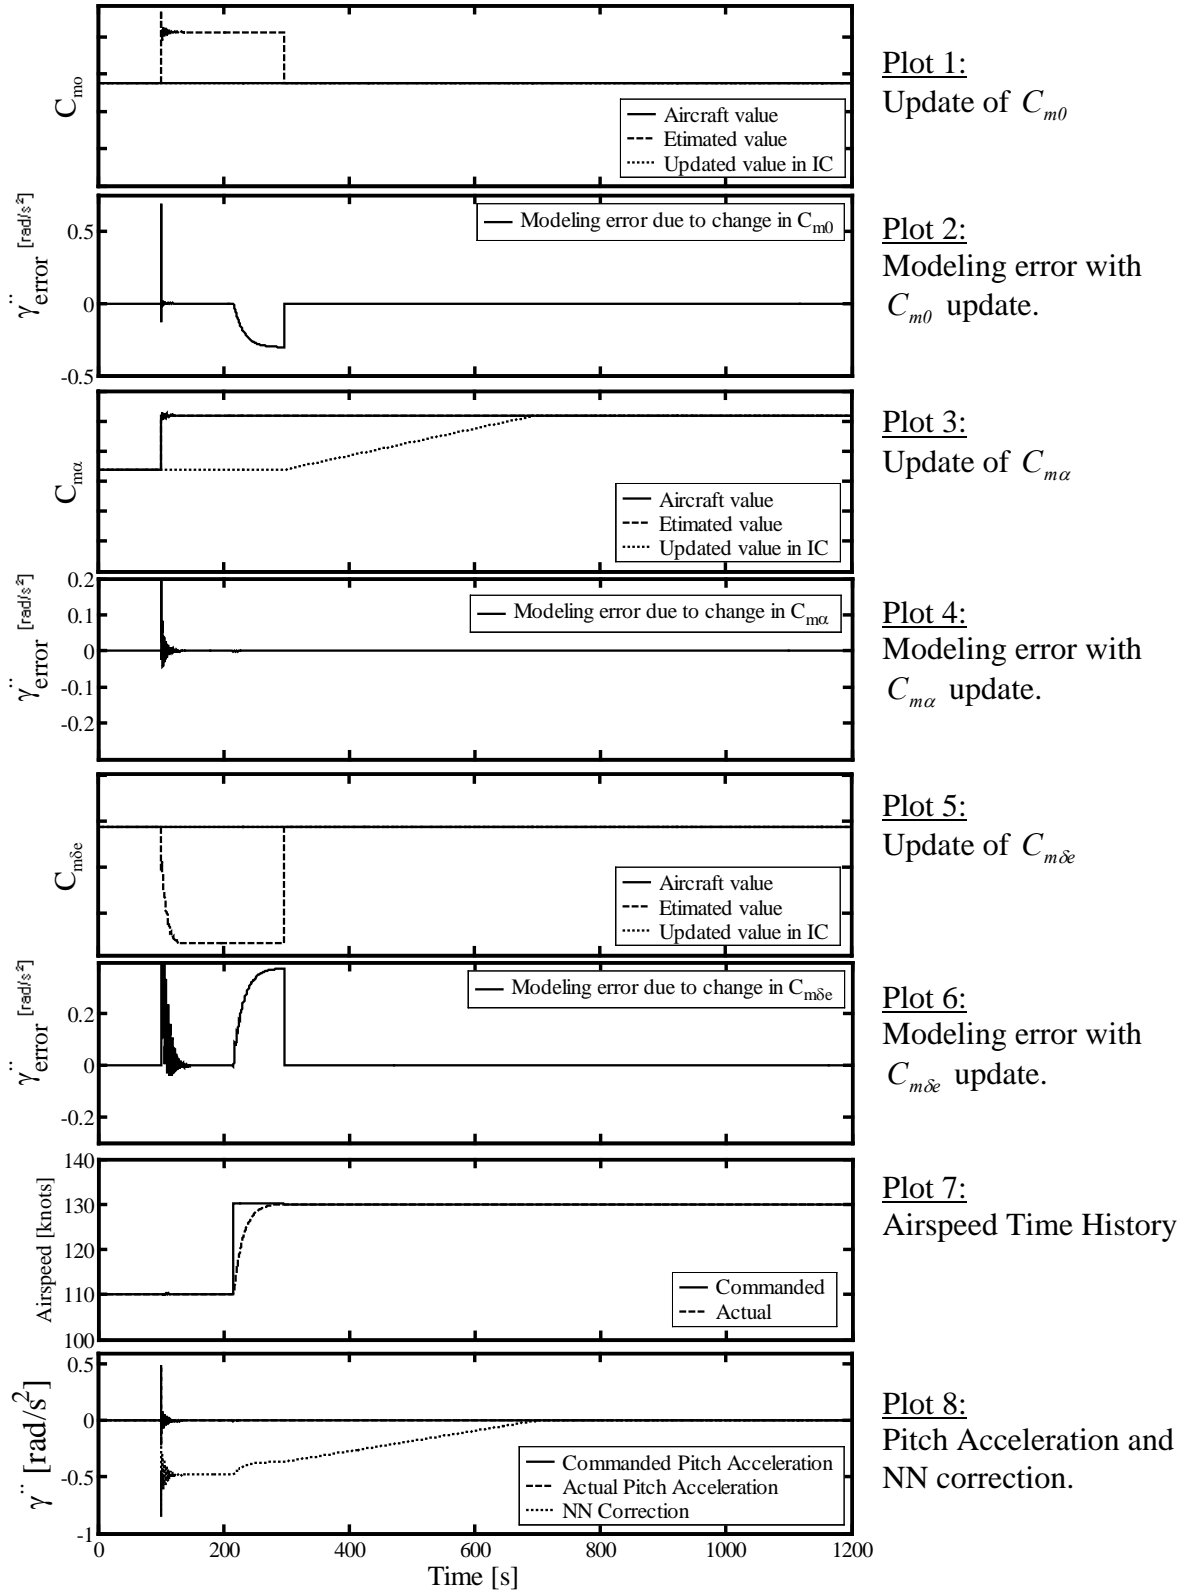 C_mo
Aircraft value
Etimated value
Updated value in IC
Plot 1:
Update of C_m0
γ̈_error [rad/s²]
0.5
0
-0.5
Modeling error due to change in C_m0
Plot 2:
Modeling error with
C_m0 update.
C_mα
Aircraft value
Etimated value
Updated value in IC
Plot 3:
Update of C_mα
γ̈_error [rad/s²]
0.2
0.1
0
-0.1
-0.2
Modeling error due to change in C_mα
Plot 4:
Modeling error with
C_mα update.
C_mδe
Aircraft value
Etimated value
Updated value in IC
Plot 5:
Update of C_mδe
γ̈_error [rad/s²]
0.2
0
-0.2
Modeling error due to change in C_mδe
Plot 6:
Modeling error with
C_mδe update.
Airspeed [knots]
140
130
120
110
100
Commanded
Actual
Plot 7:
Airspeed Time History
γ̈ [rad/s²]
0.5
0
-0.5
-1
Commanded Pitch Acceleration
Actual Pitch Acceleration
NN Correction
Plot 8:
Pitch Acceleration and
NN correction.
0 200 400 600 800 1000 1200
Time [s]